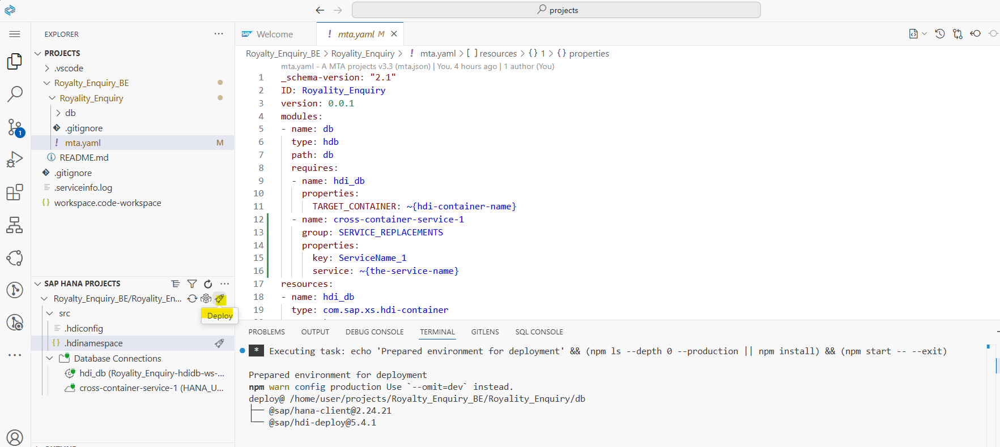 projects
EXPLORER
PROJECTS
.vscode
Royalty_Enquiry_BE
Royality_Enquiry
db
.gitignore
! mta.yaml M
README.md
.gitignore
.serviceinfo.log
{} workspace.code-workspace
1
SAP HANA PROJECTS
Royalty_Enquiry_BE/Royality_En...
src
.hdiconfig
{} .hdinamespace
Database Connections
hdi_db (Royality_Enquiry-hdidb-ws-...
cross-container-service-1 (HANA_U...
Deploy
SAP Welcome
! mta.yaml M
Royalty_Enquiry_BE > Royality_Enquiry > ! mta.yaml > [ ] resources > {} 1 > {} properties
mta.yaml - A MTA projects v3.3 (mta.json) | You, 4 hours ago | 1 author (You)
1 _schema-version: "2.1"
2 ID: Royality_Enquiry
3 version: 0.0.1
4 modules:
5 - name: db
6 type: hdb
7 path: db
8 requires:
9 - name: hdi_db
10 properties:
11 TARGET_CONTAINER: ~{hdi-container-name}
12 - name: cross-container-service-1
13 group: SERVICE_REPLACEMENTS
14 properties:
15 key: ServiceName_1
16 service: ~{the-service-name}
17 resources:
18 - name: hdi_db
19 type: com.sap.xs.hdi-container
PROBLEMS OUTPUT DEBUG CONSOLE TERMINAL GITLENS SQL CONSOLE
* Executing task: echo 'Prepared environment for deployment' && (npm ls --depth 0 --production || npm install) && (npm start -- --exit)
Prepared environment for deployment
npm warn config production Use `--omit=dev` instead.
deploy@ /home/user/projects/Royalty_Enquiry_BE/Royality_Enquiry/db
├── @sap/hana-client@2.24.21
└── @sap/hdi-deploy@5.4.1